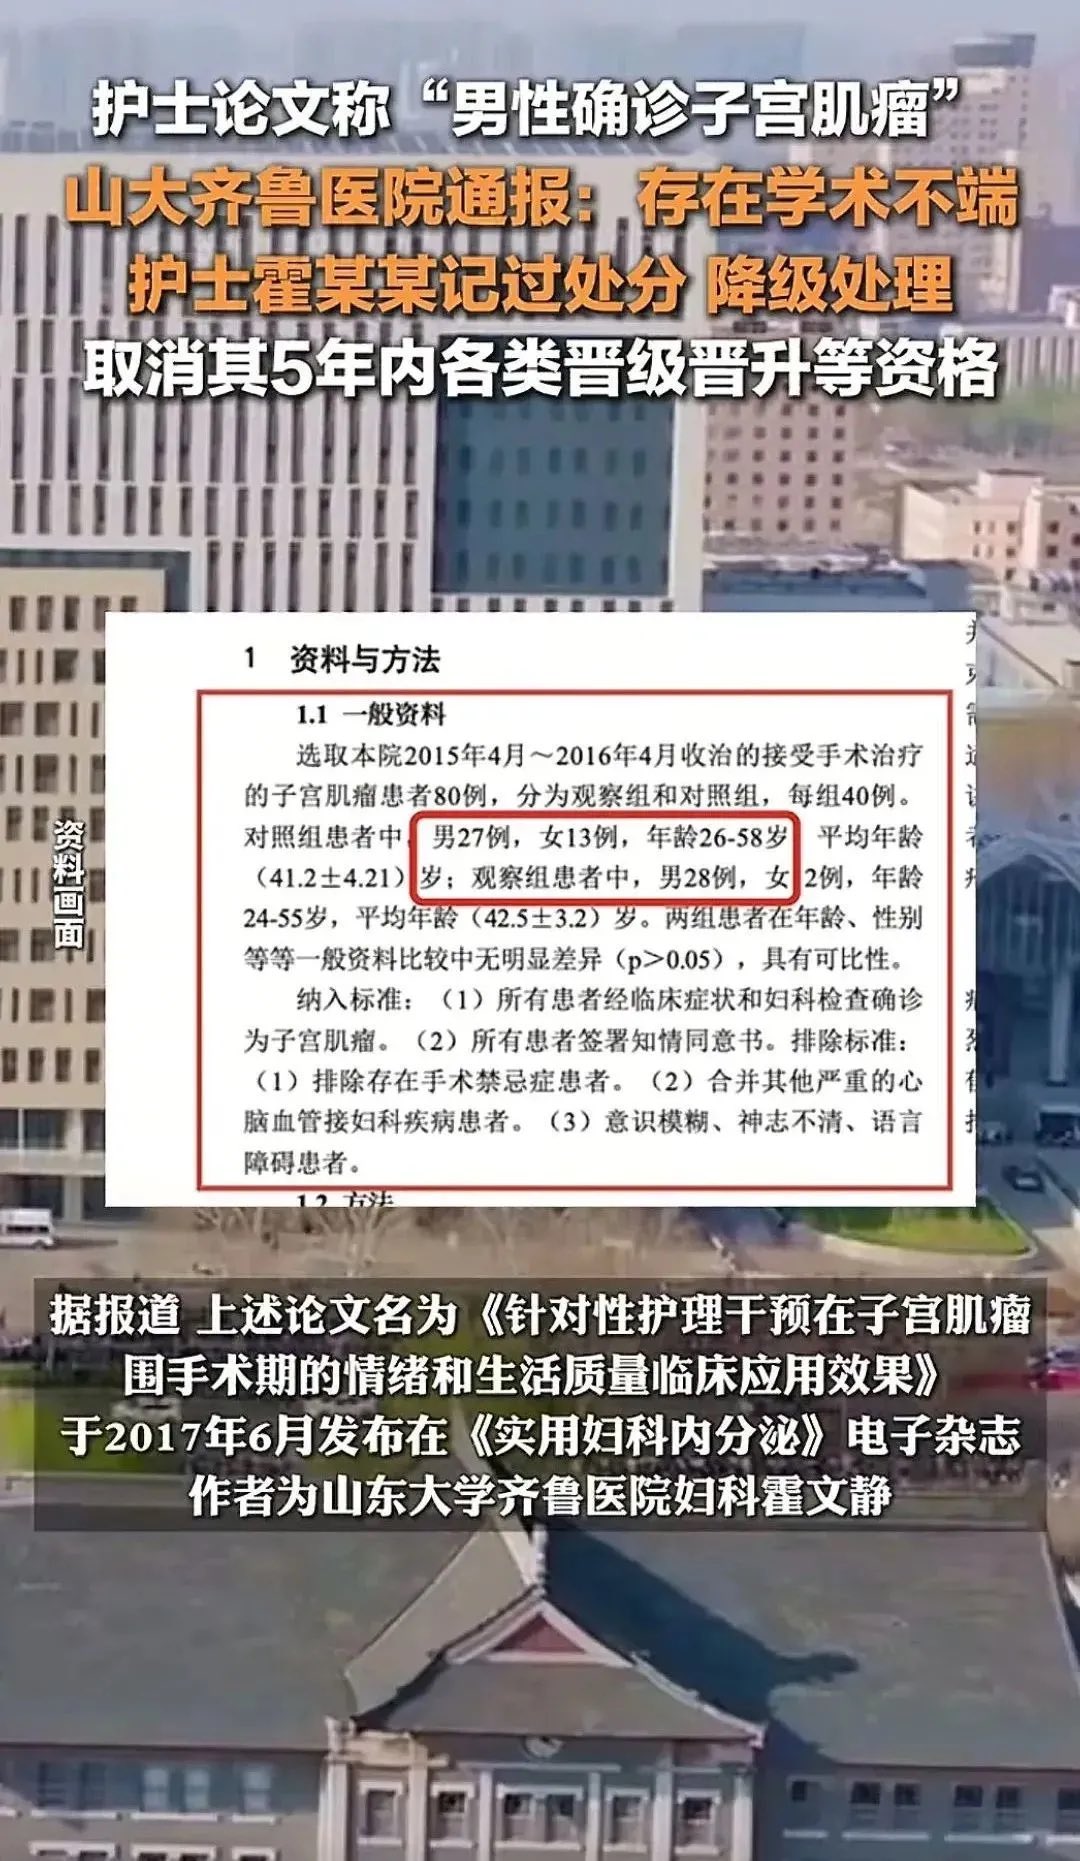 护士论文称“男性确诊子宫肌瘤”
山大齐鲁医院通报：存在学术不端
护士霍某某记过处分 降级处理
取消其5年内各类晋级晋升等资格
资料画面
1 资料与方法
1.1 一般资料
选取本院2015年4月～2016年4月收治的接受手术治疗
的子宫肌瘤患者80例，分为观察组和对照组，每组40例。
对照组患者中 男27例，女13例，年龄26-58岁 平均年龄
（41.2±4.21）岁；观察组患者中，男28例，女 2例，年龄
24-55岁，平均年龄（42.5±3.2）岁。两组患者在年龄、性别
等等一般资料比较中无明显差异（p＞0.05），具有可比性。
纳入标准：（1）所有患者经临床症状和妇科检查确诊
为子宫肌瘤。（2）所有患者签署知情同意书。排除标准：
（1）排除存在手术禁忌症患者。（2）合并其他严重的心
脑血管接妇科疾病患者。（3）意识模糊、神志不清、语言
障碍患者。
1.2 方法
据报道 上述论文名为《针对性护理干预在子宫肌瘤
围手术期的情绪和生活质量临床应用效果》
于2017年6月发布在《实用妇科内分泌》电子杂志
作者为山东大学齐鲁医院妇科霍文静